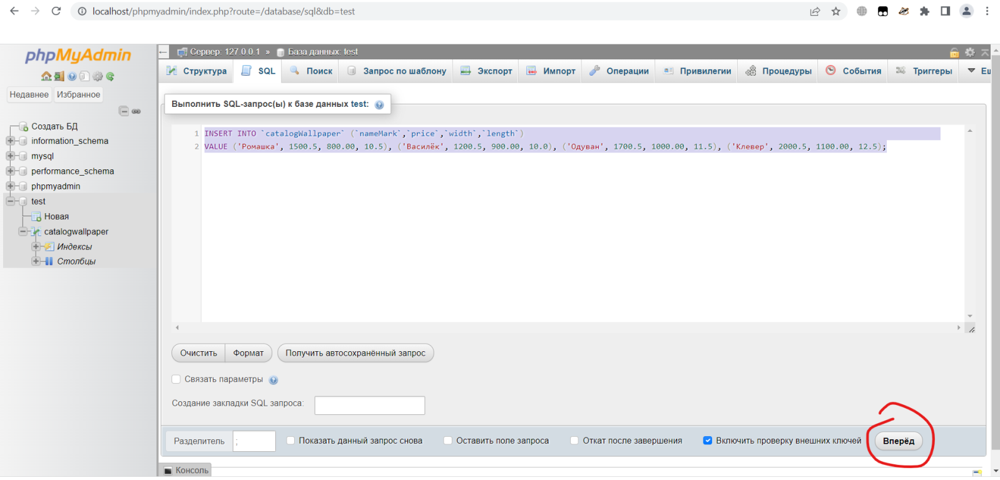 localhost/phpmyadmin/index.php?route=/database/sql&db=test
phpMyAdmin
Недавнее Избранное
Создать БД
information_schema
mysql
performance_schema
phpmyadmin
test
Новая
catalogwallpaper
Индексы
Столбцы
Сервер: 127.0.0.1 » База данных: test
Структура SQL Поиск Запрос по шаблону Экспорт Импорт Операции Привилегии Процедуры События Триггеры Ещ
Выполнить SQL-запрос(ы) к базе данных test:
1 INSERT INTO `catalogWallpaper` (`nameMark`,`price`,`width`,`length`)
2 VALUE ('Ромашка', 1500.5, 800.00, 10.5), ('Василёк', 1200.5, 900.00, 10.0), ('Одуван', 1700.5, 1000.00, 11.5), ('Клевер', 2000.5, 1100.00, 12.5);
Очистить Формат Получить автосохранённый запрос
Связать параметры
Создание закладки SQL запроса:
Разделитель ; Показать данный запрос снова Оставить поле запроса Откат после завершения Включить проверку внешних ключей Вперёд
Консоль